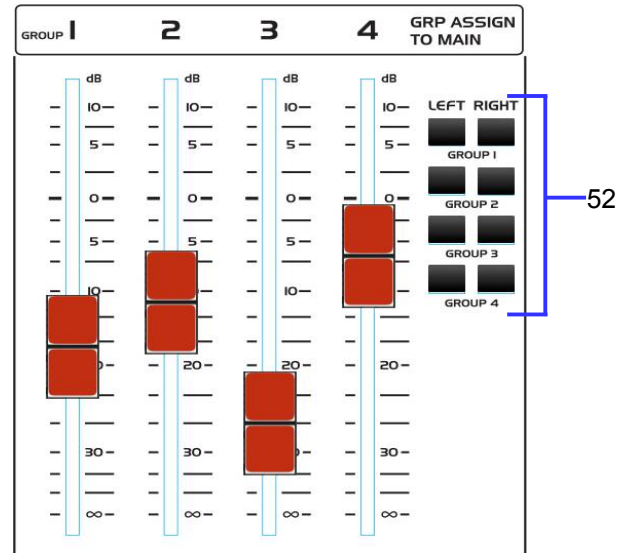 GROUP 1 2 3 4 GRP ASSIGN
TO MAIN
dB dB dB dB
10 10 10 10 LEFT RIGHT
5 5 5 5
GROUP 1
0 0 0 0 52
GROUP 2
5 5 5
GROUP 3
10 10
GROUP 4
20 20 20
30 30 30
∞ ∞ ∞ ∞